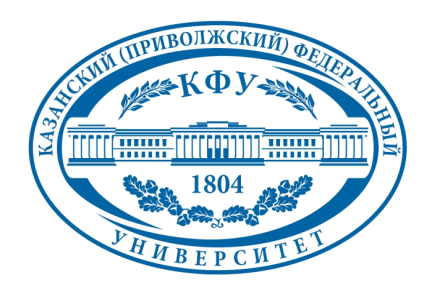 КАЗАНСКИЙ (ПРИВОЛЖСКИЙ) ФЕДЕРАЛЬНЫЙ
КФУ
1804
УНИВЕРСИТЕТ